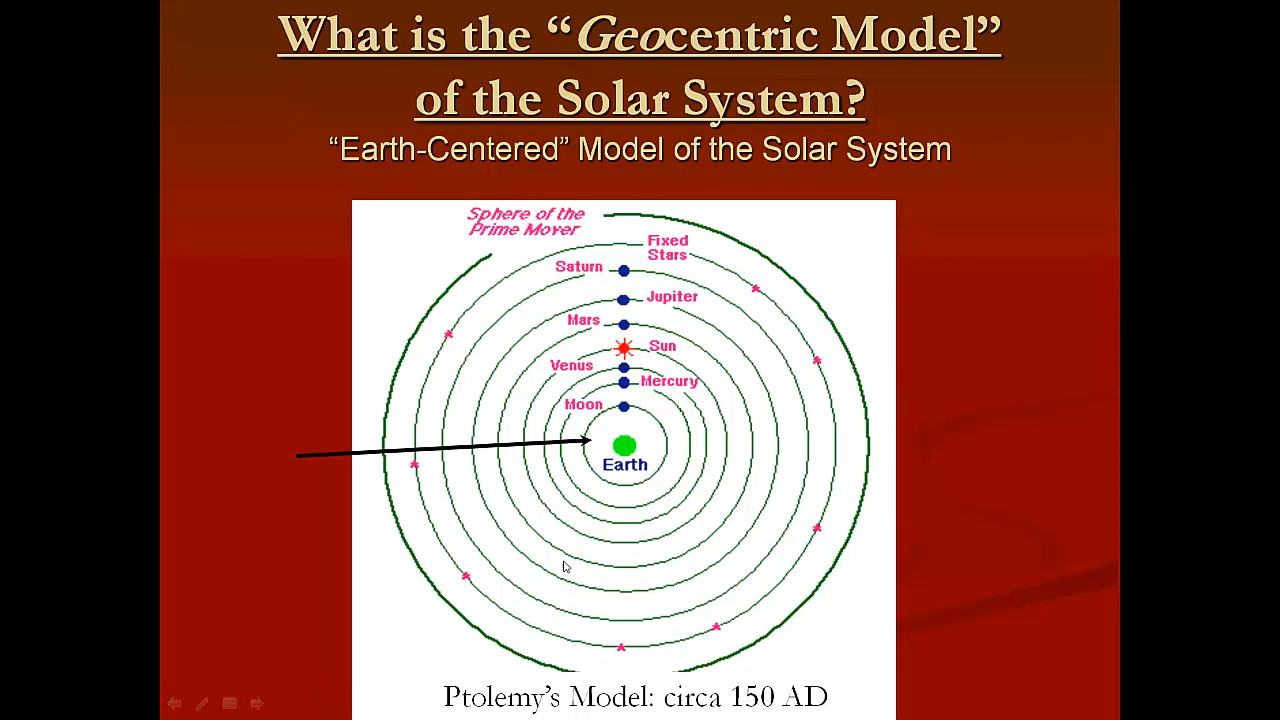 What is the “Geocentric Model”
of the Solar System?
“Earth-Centered” Model of the Solar System
Sphere of the
Prime Mover
Fixed
Stars
Saturn
Jupiter
Mars
Sun
Venus
Mercury
Moon
Earth
Ptolemy’s Model: circa 150 AD